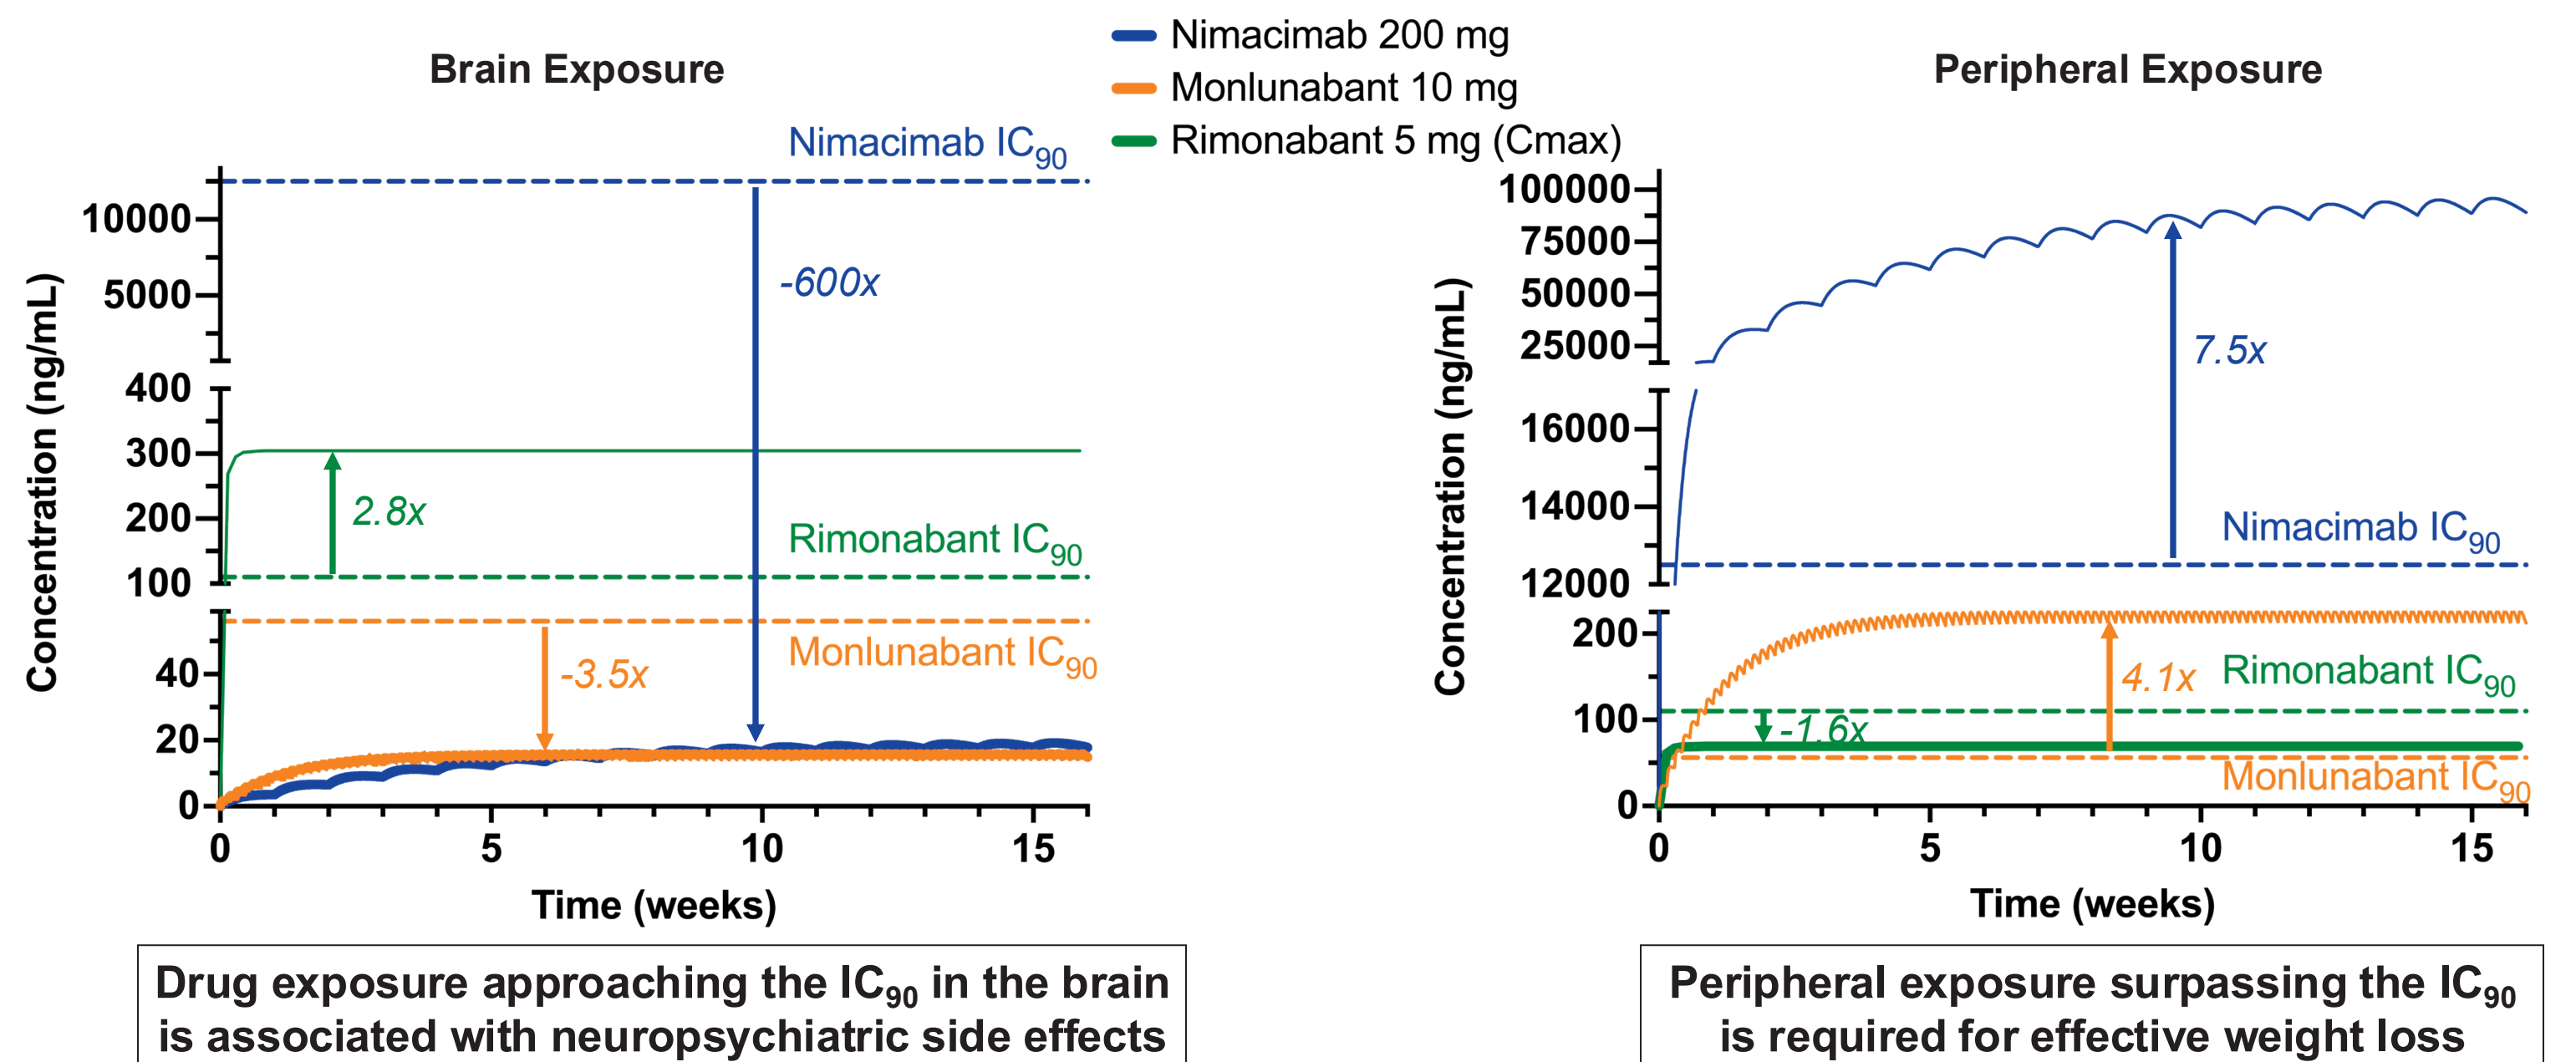 Brain Exposure
Nimacimab 200 mg
Monlunabant 10 mg
Rimonabant 5 mg (Cmax)
Peripheral Exposure
Concentration (ng/mL)
10000
5000
400
300
200
100
40
20
0
Nimacimab IC90
-600x
2.8x
Rimonabant IC90
Monlunabant IC90
-3.5x
0
5
10
15
Time (weeks)
Drug exposure approaching the IC90 in the brain
is associated with neuropsychiatric side effects
Concentration (ng/mL)
100000
75000
50000
25000
16000
14000
12000
200
100
0
7.5x
Nimacimab IC90
Rimonabant IC90
4.1x
-1.6x
Monlunabant IC90
0
5
10
15
Time (weeks)
Peripheral exposure surpassing the IC90
is required for effective weight loss